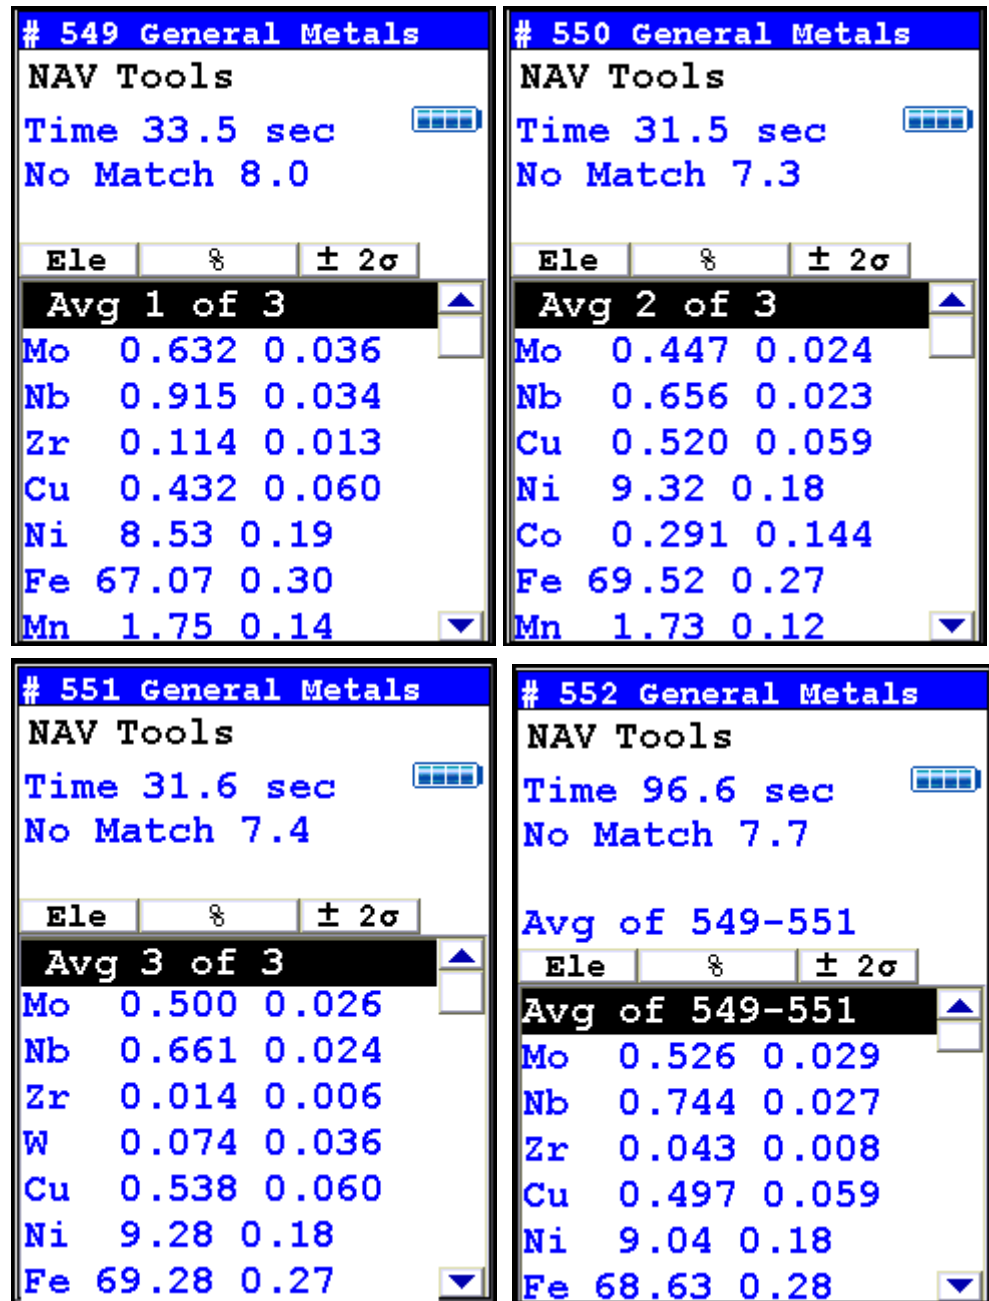 # 549 General Metals
NAV Tools
Time 33.5 sec
No Match 8.0
Ele % ± 2σ
Avg 1 of 3
Mo 0.632 0.036
Nb 0.915 0.034
Zr 0.114 0.013
Cu 0.432 0.060
Ni 8.53 0.19
Fe 67.07 0.30
Mn 1.75 0.14
# 550 General Metals
NAV Tools
Time 31.5 sec
No Match 7.3
Ele % ± 2σ
Avg 2 of 3
Mo 0.447 0.024
Nb 0.656 0.023
Cu 0.520 0.059
Ni 9.32 0.18
Co 0.291 0.144
Fe 69.52 0.27
Mn 1.73 0.12
# 551 General Metals
NAV Tools
Time 31.6 sec
No Match 7.4
Ele % ± 2σ
Avg 3 of 3
Mo 0.500 0.026
Nb 0.661 0.024
Zr 0.014 0.006
W 0.074 0.036
Cu 0.538 0.060
Ni 9.28 0.18
Fe 69.28 0.27
# 552 General Metals
NAV Tools
Time 96.6 sec
No Match 7.7
Avg of 549-551
Ele % ± 2σ
Avg of 549-551
Mo 0.526 0.029
Nb 0.744 0.027
Zr 0.043 0.008
Cu 0.497 0.059
Ni 9.04 0.18
Fe 68.63 0.28